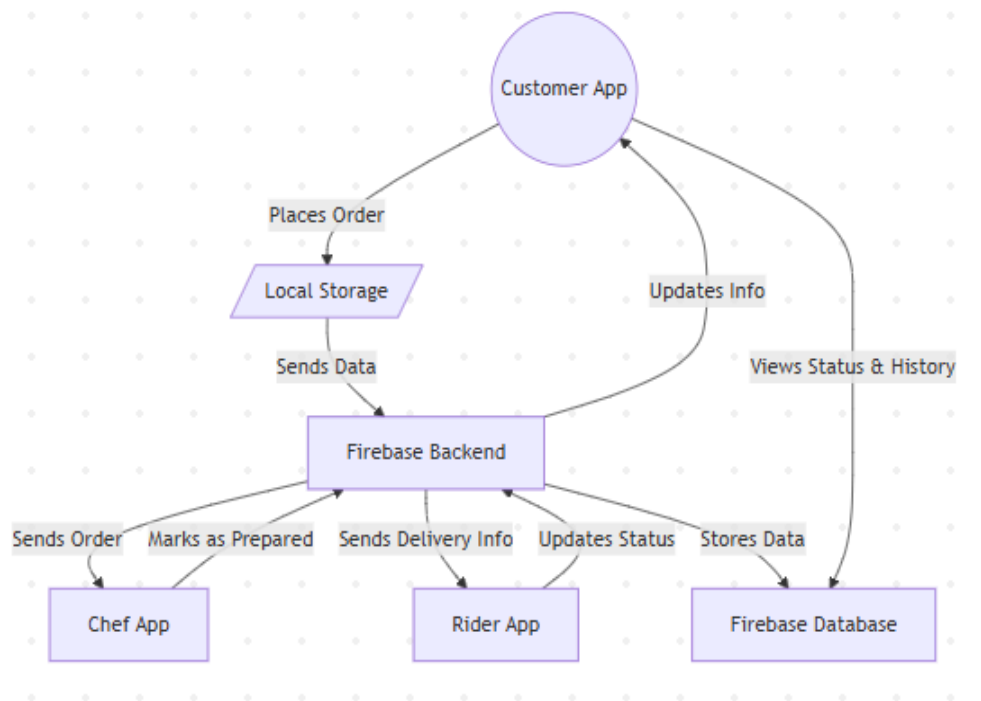 Customer App
Places Order
Local Storage
Updates Info
Sends Data
Views Status & History
Firebase Backend
Sends Order
Marks as Prepared
Sends Delivery Info
Updates Status
Stores Data
Chef App
Rider App
Firebase Database